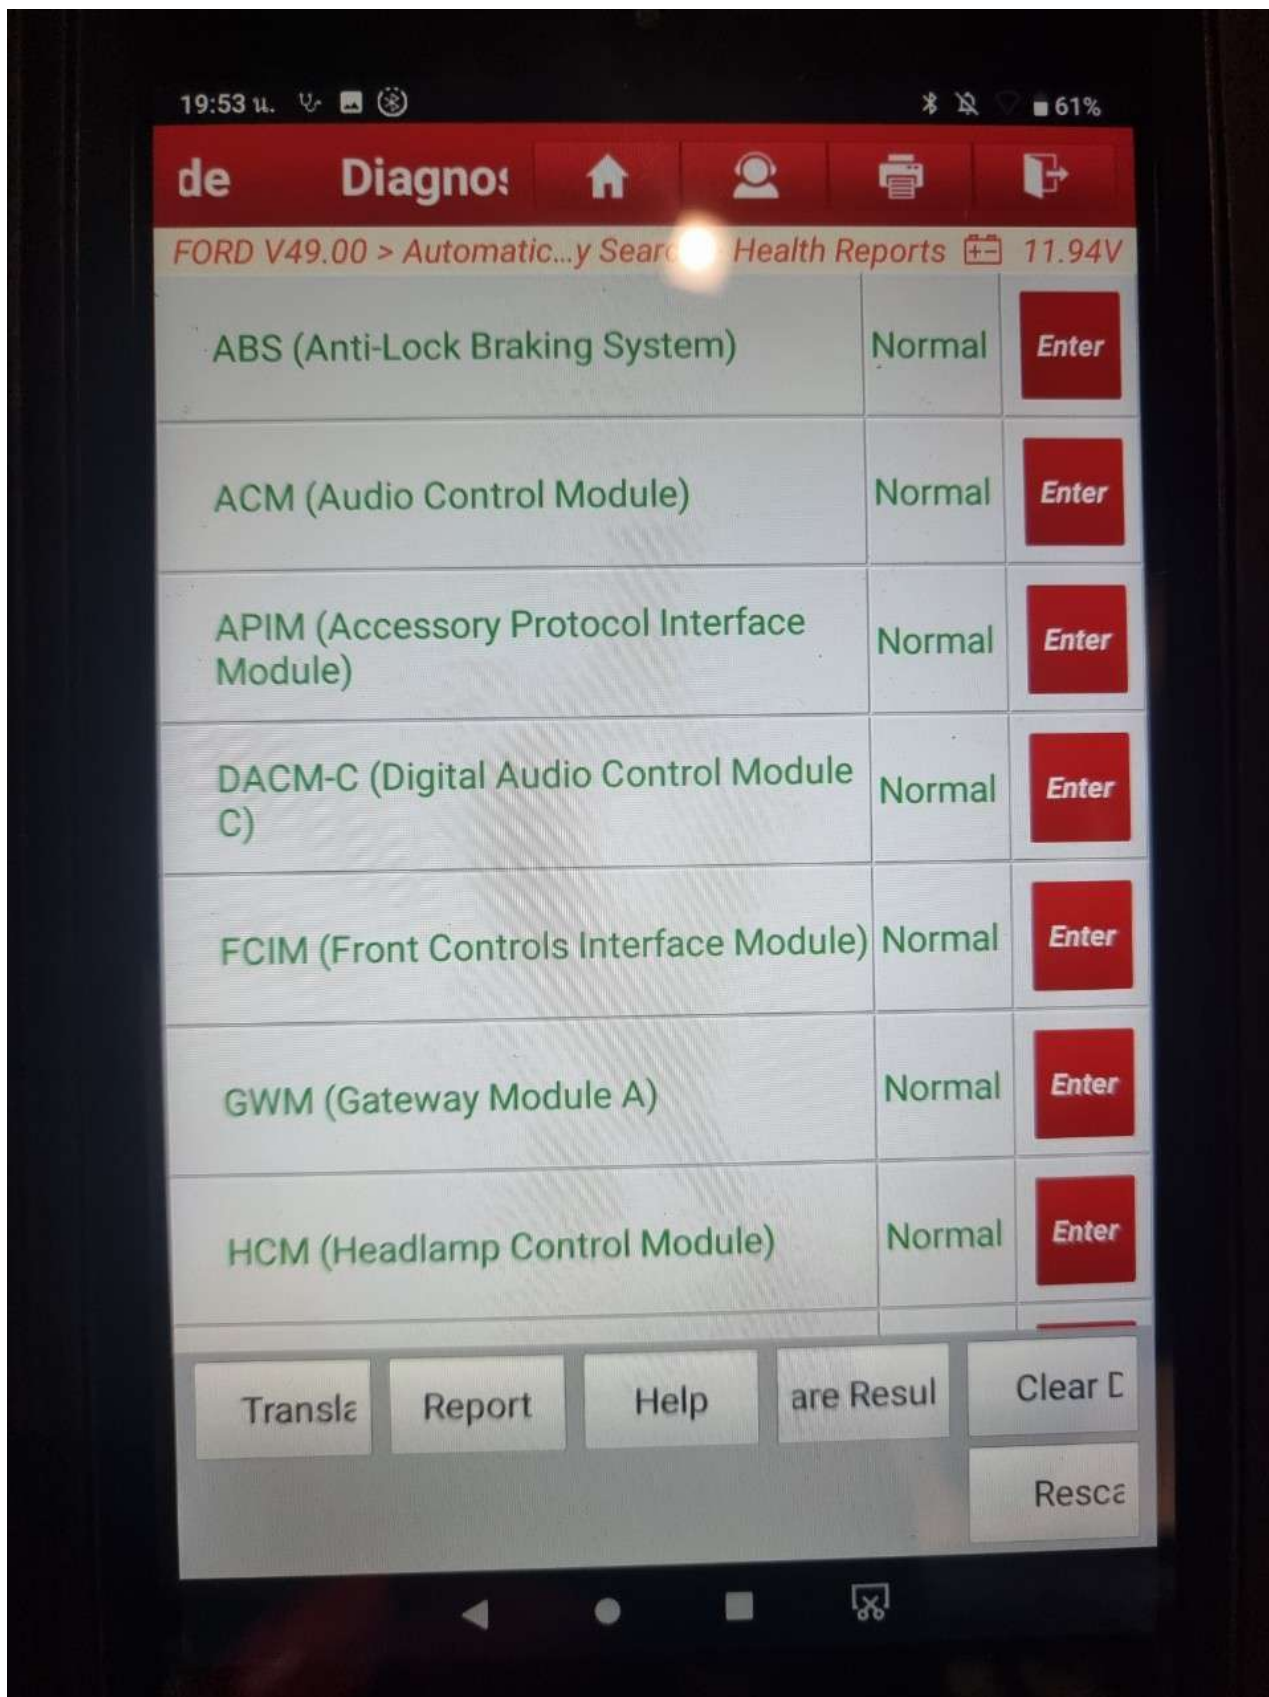 19:53 น.
61%
de Diagnos
FORD V49.00 > Automatic...y Sear Health Reports 11.94V
ABS (Anti-Lock Braking System) Normal Enter
ACM (Audio Control Module) Normal Enter
APIM (Accessory Protocol Interface
Module) Normal Enter
DACM-C (Digital Audio Control Module
C) Normal Enter
FCIM (Front Controls Interface Module) Normal Enter
GWM (Gateway Module A) Normal Enter
HCM (Headlamp Control Module) Normal Enter
Transla Report Help are Resul Clear D
Resca